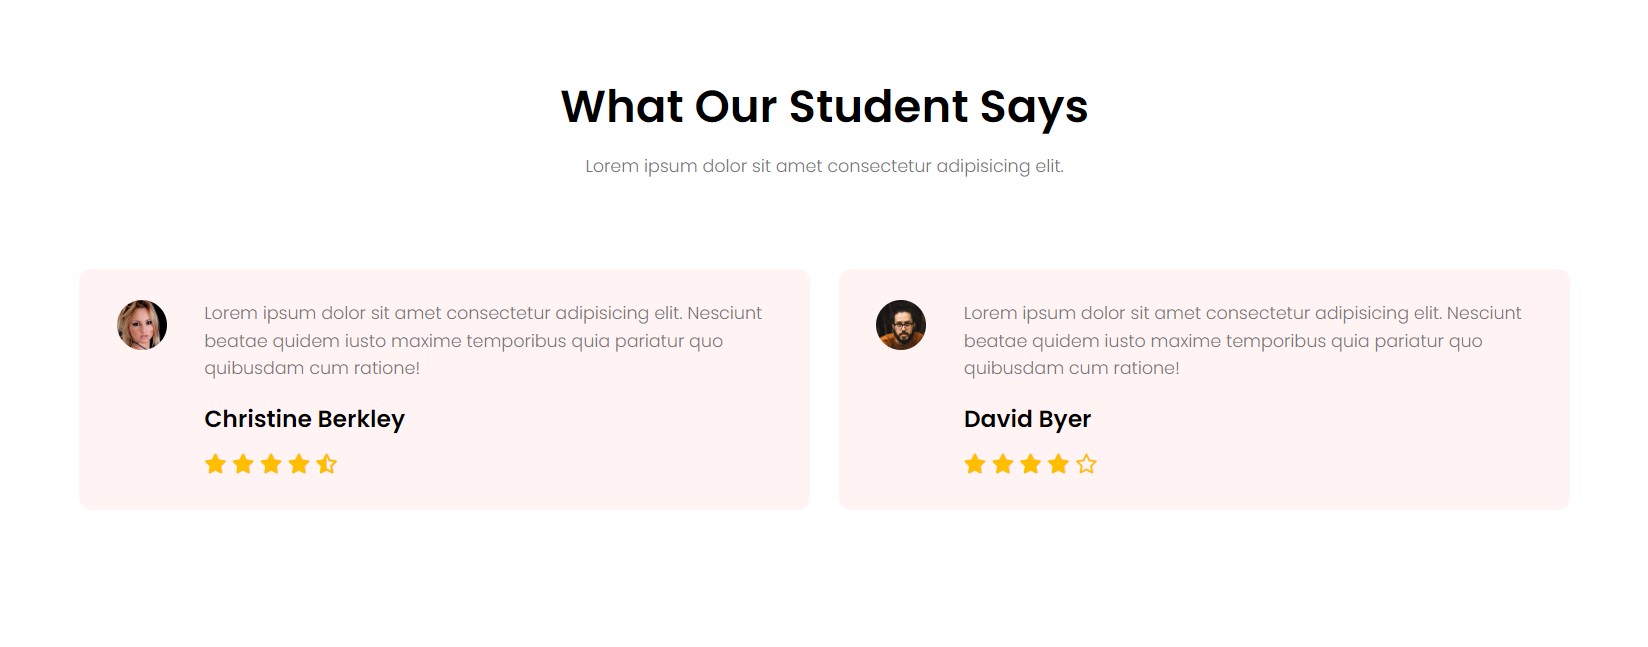 What Our Student Says
Lorem ipsum dolor sit amet consectetur adipisicing elit.
Lorem ipsum dolor sit amet consectetur adipisicing elit. Nesciunt
beatae quidem iusto maxime temporibus quia pariatur quo
quibusdam cum ratione!
Christine Berkley
Lorem ipsum dolor sit amet consectetur adipisicing elit. Nesciunt
beatae quidem iusto maxime temporibus quia pariatur quo
quibusdam cum ratione!
David Byer